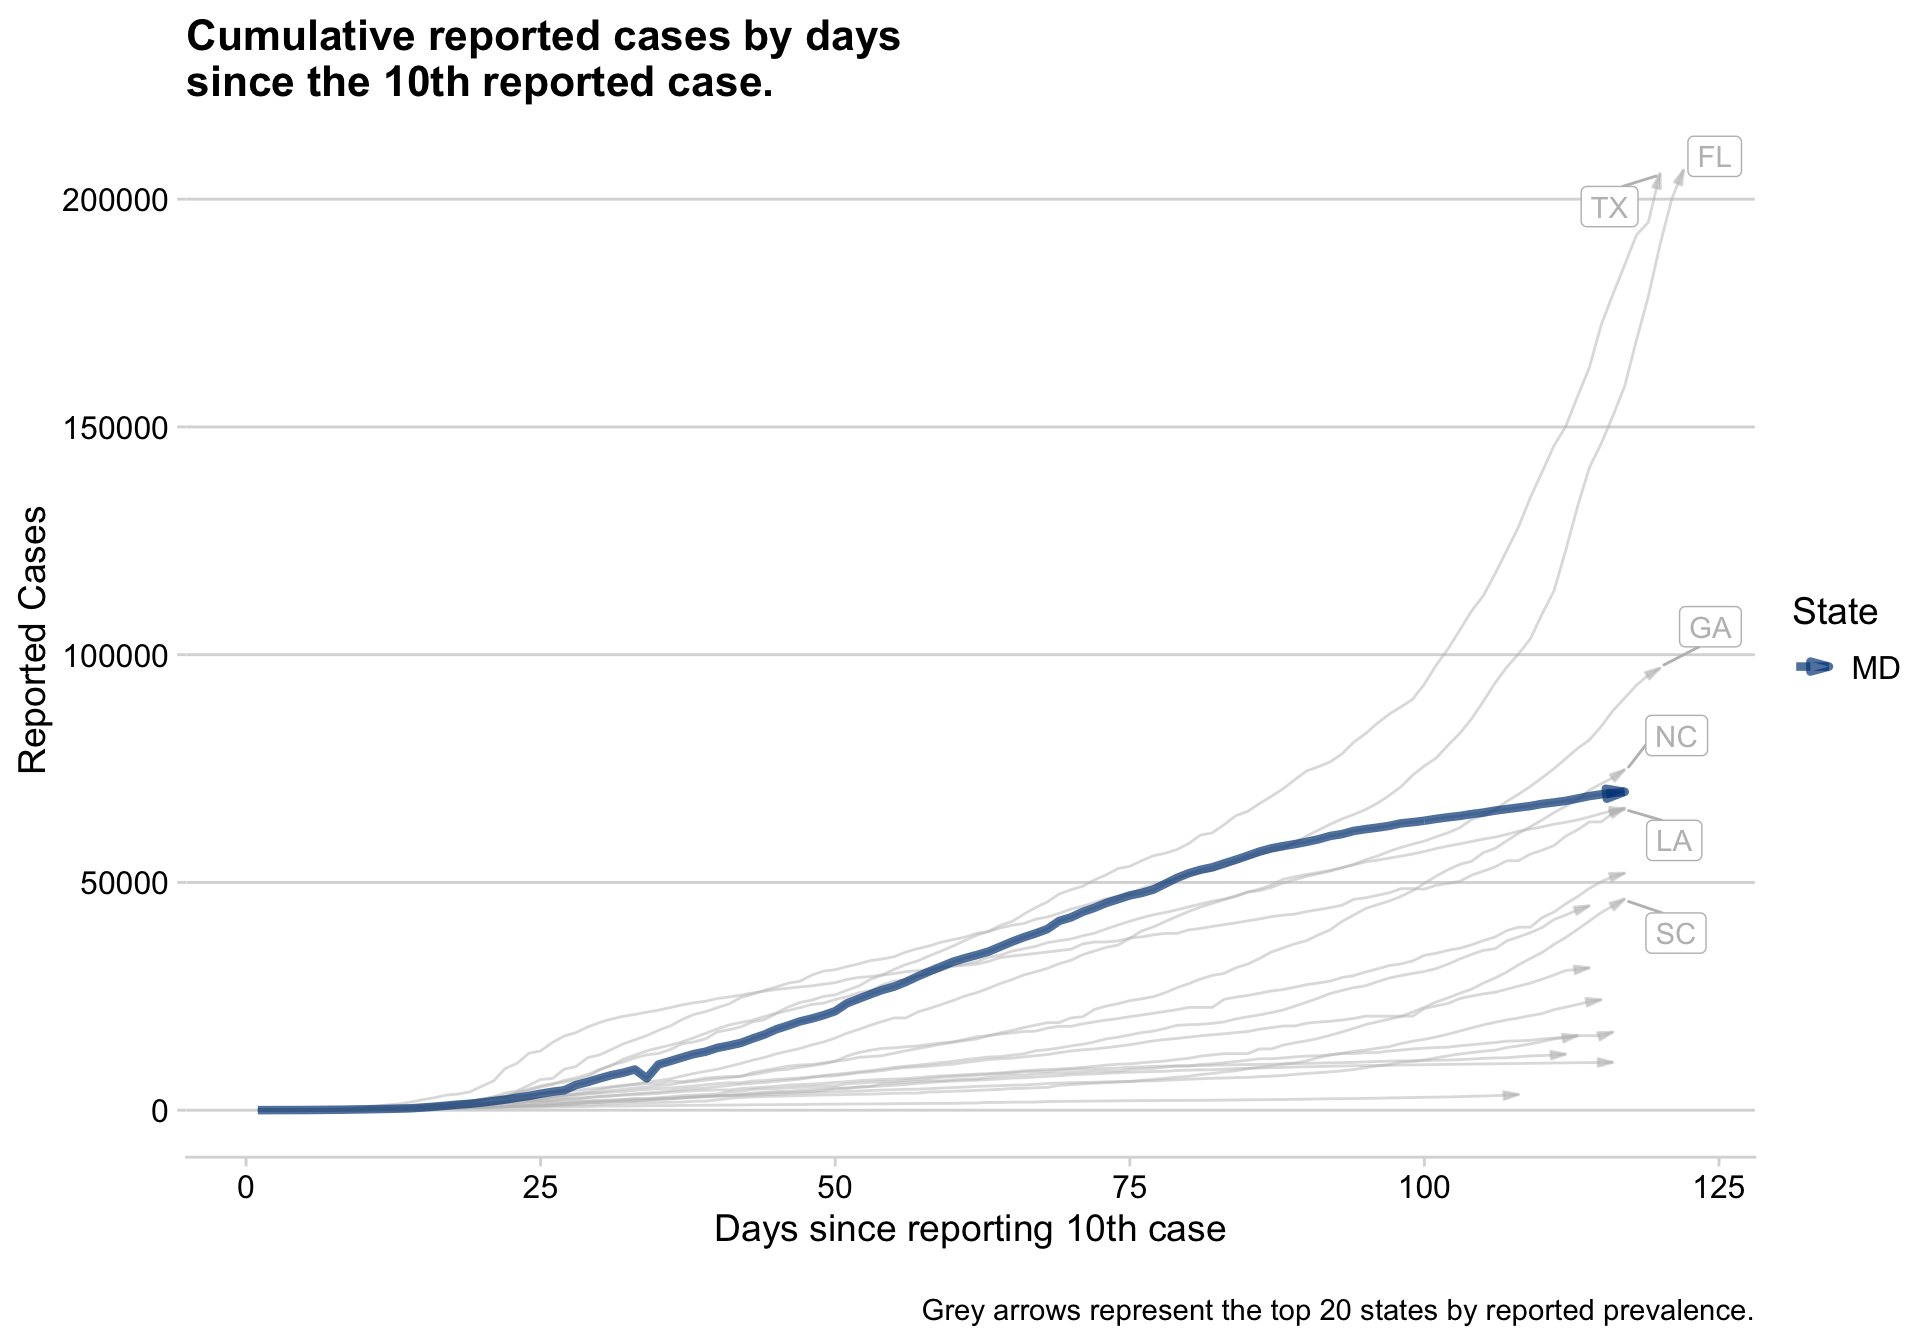 Cumulative reported cases by days
since the 10th reported case.
FL
TX
200000
150000
GA
100000
NC
LA
50000
SC
0
Reported Cases
State
MD
0 25 50 75 100 125
Days since reporting 10th case
Grey arrows represent the top 20 states by reported prevalence.